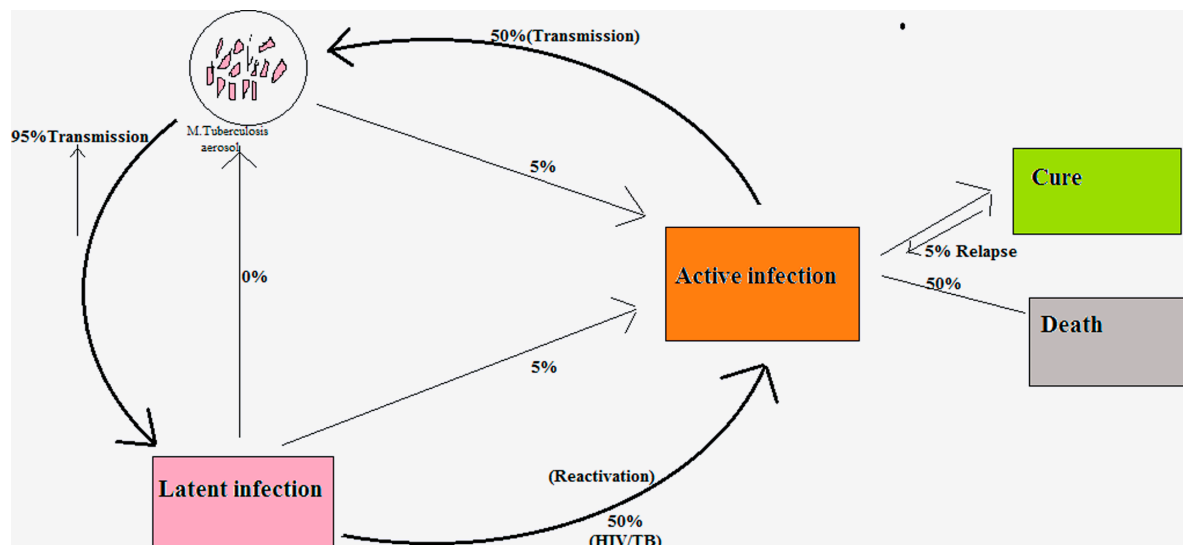 50%(Transmission)
95%Transmission
M.Tuberculosis
aerosol
5%
Cure
5% Relapse
0%
Active infection
50%
Death
5%
(Reactivation)
Latent infection
50%
(HIV/TB)